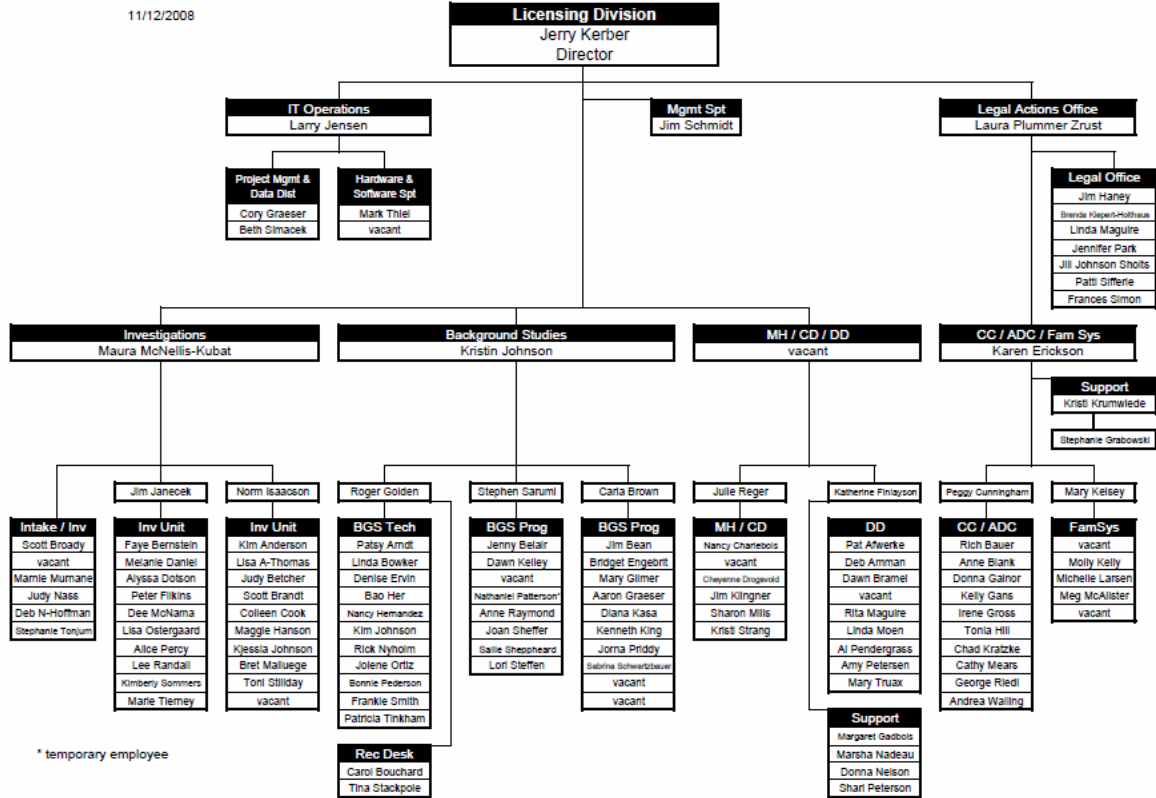 11/12/2008
Licensing Division
Jerry Kerber
Director
IT Operations
Larry Jensen
Mgmt Spt
Jim Schmidt
Legal Actions Office
Laura Plummer Zrust
Project Mgmt &
Data Dist
Cory Graeser
Beth Simacek
Hardware &
Software Spt
Mark Thiel
vacant
Legal Office
Jim Haney
Brenda Kiepert-Holthaus
Linda Maguire
Jennifer Park
Jill Johnson Sholts
Patti Sifferle
Frances Simon
Investigations
Maura McNellis-Kubat
Background Studies
Kristin Johnson
MH / CD / DD
vacant
CC / ADC / Fam Sys
Karen Erickson
Support
Kristi Krumwiede
Stephanie Grabowski
Intake / Inv
Scott Broady
vacant
Mamie Murnane
Judy Nass
Deb N-Hoffman
Stephanie Tonjum
Jim Janecek
Inv Unit
Faye Bernstein
Melanie Daniel
Alyssa Dotson
Peter Filkins
Dee McNama
Lisa Ostergaard
Alice Percy
Lee Randall
Kimberly Sommers
Marie Tierney
Norm Isaacson
Inv Unit
Kim Anderson
Lisa A-Thomas
Judy Betcher
Scott Brandt
Colleen Cook
Maggie Hanson
Kjessia Johnson
Bret Malluege
Toni Stillday
vacant
Roger Golden
BGS Tech
Patsy Arndt
Linda Bowker
Denise Ervin
Bao Her
Nancy Hernandez
Kim Johnson
Rick Nyholm
Jolene Ortiz
Bonnie Pederson
Frankie Smith
Patricia Tinkham
Rec Desk
Carol Bouchard
Tina Stackpole
Stephen Sarumi
BGS Prog
Jenny Belair
Dawn Kelley
vacant
Nathaniel Patterson*
Anne Raymond
Joan Sheffer
Sallie Sheppheard
Lori Steffen
Carla Brown
BGS Prog
Jim Bean
Bridget Engebrit
Mary Gilmer
Aaron Graeser
Diana Kasa
Kenneth King
Jorna Priddy
Sabrina Schwartzbauer
vacant
vacant
Julie Reger
MH / CD
Nancy Charlebois
vacant
Cheyenne Drogsvold
Jim Klingner
Sharon Mills
Kristi Strang
Katherine Finlayson
DD
Pat Afwerke
Deb Amman
Dawn Bramel
vacant
Rita Maguire
Linda Moen
Al Pendergrass
Amy Petersen
Mary Truax
Support
Margaret Gadbois
Marsha Nadeau
Donna Nelson
Shari Peterson
Peggy Cunningham
CC / ADC
Rich Bauer
Anne Blank
Donna Gainor
Kelly Gans
Irene Gross
Tonia Hill
Chad Kratzke
Cathy Mears
George Riedl
Andrea Walling
Mary Kelsey
FamSys
vacant
Molly Kelly
Michelle Larsen
Meg McAlister
vacant
* temporary employee